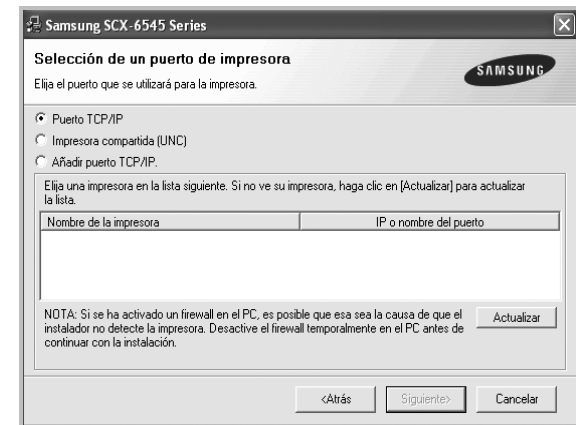 Samsung SCX-6545 Series
Selección de un puerto de impresora
Elija el puerto que se utilizará para la impresora.
SAMSUNG
Puerto TCP/IP
Impresora compartida (UNC)
Añadir puerto TCP/IP.
Elija una impresora en la lista siguiente. Si no ve su impresora, haga clic en [Actualizar] para actualizar
la lista.
Nombre de la impresora IP o nombre del puerto
NOTA: Si se ha activado un firewall en el PC, es posible que esa sea la causa de que el
instalador no detecte la impresora. Desactive el firewall temporalmente en el PC antes de
continuar con la instalación.
Actualizar
<Atrás Siguiente> Cancelar